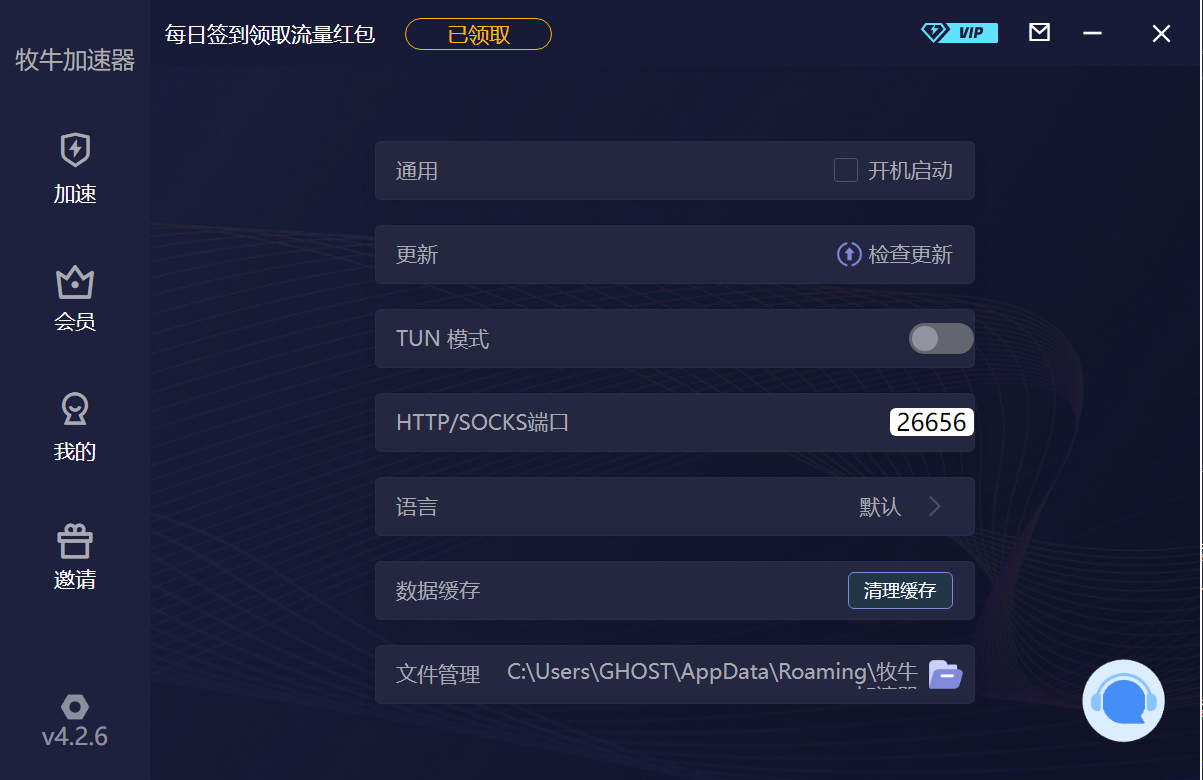 每日签到领取流量红包
已领取
VIP
牧牛加速器
加速
会员
我的
邀请
v4.2.6
通用
开机启动
更新
检查更新
TUN 模式
HTTP/SOCKS端口
26656
语言
默认
数据缓存
清理缓存
文件管理
C:\Users\GHOST\AppData\Roaming\牧牛
加速器